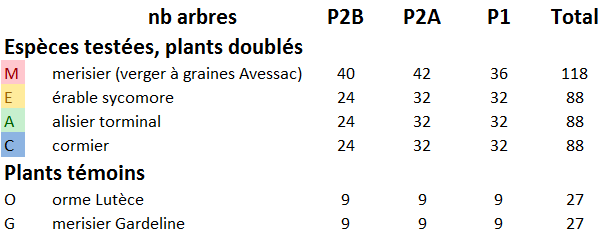 nb arbres P2B P2A P1 Total
Espèces testées, plants doublés
M merisier (verger à graines Avessac) 40 42 36 118
E érable sycomore 24 32 32 88
A alisier torminal 24 32 32 88
C cormier 24 32 32 88
Plants témoins
O orme Lutèce 9 9 9 27
G merisier Gardeline 9 9 9 27